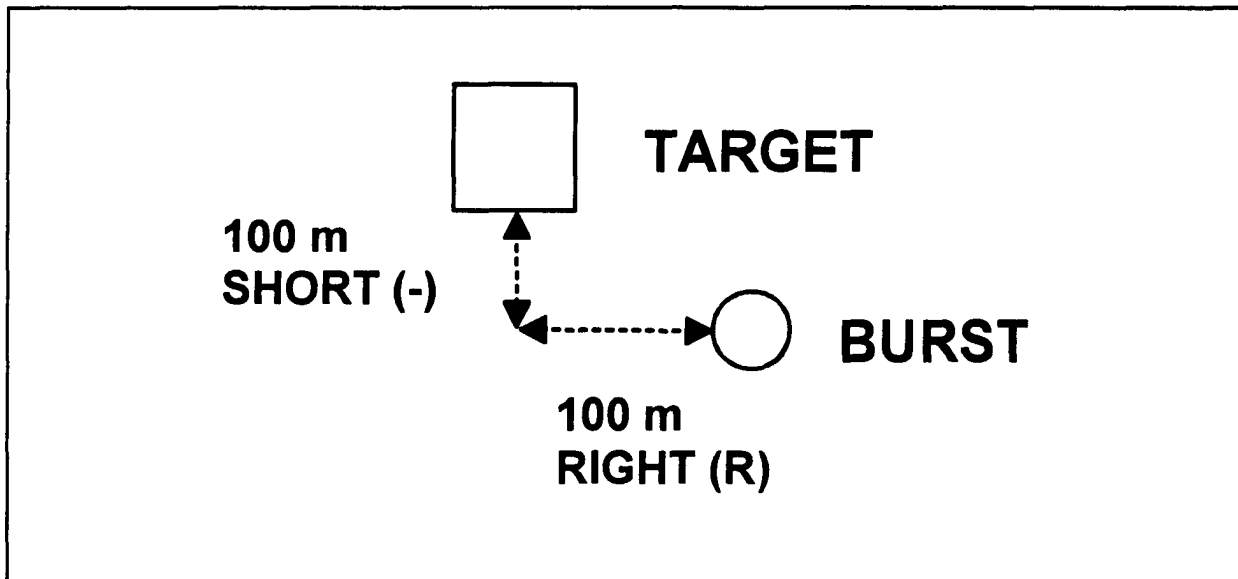 TARGET
100 m
SHORT (-)
BURST
100 m
RIGHT (R)